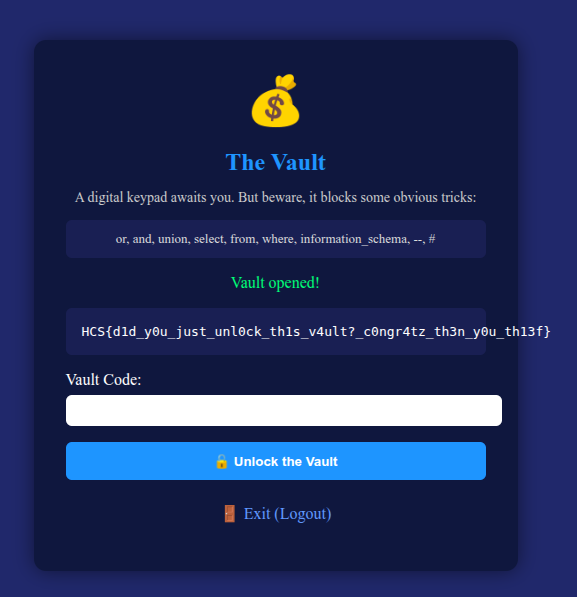 The Vault
A digital keypad awaits you. But beware, it blocks some obvious tricks:
or, and, union, select, from, where, information_schema, --, #
Vault opened!
HCS{d1d_y0u_just_unl0ck_th1s_v4ult?_c0ngr4tz_th3n_y0u_th13f}
Vault Code:
🔓 Unlock the Vault
🚪 Exit (Logout)